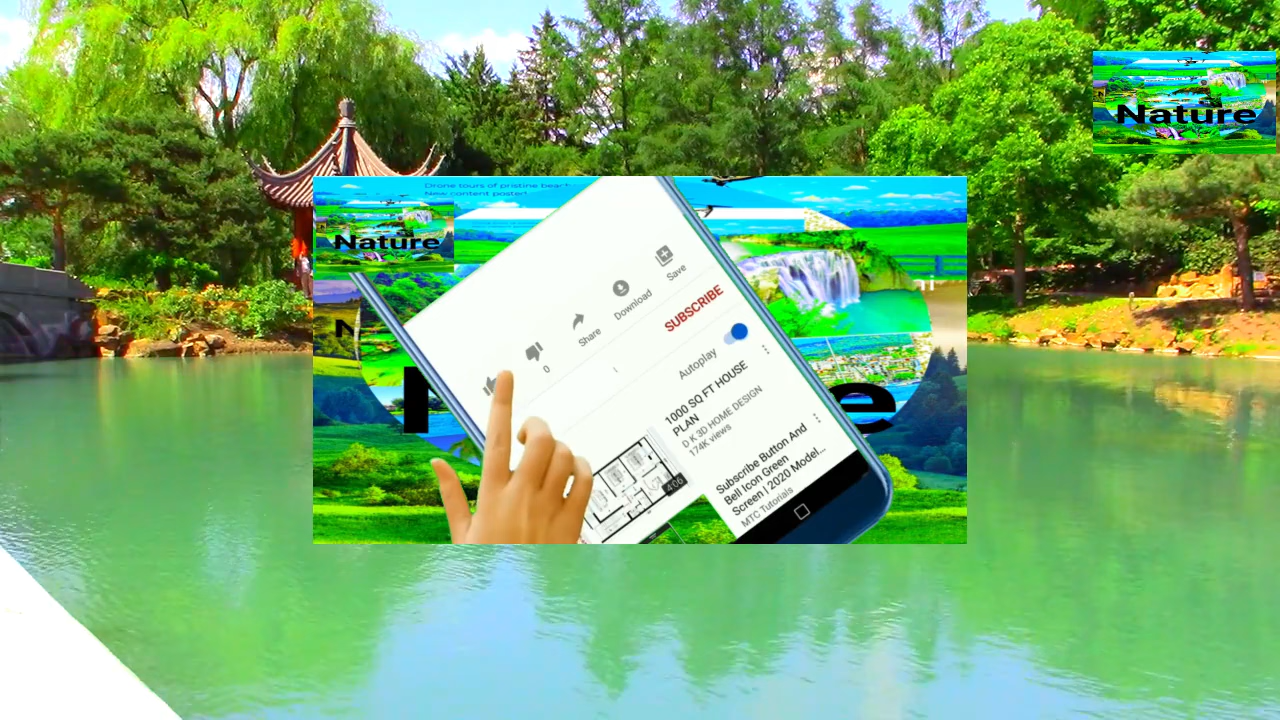 Nature
Drone tours of pristine beach
New content poster!
Nature
Save
Download
Share
0
SUBSCRIBE
Autoplay
1000 SQ FT HOUSE
PLAN
D K 3D HOME DESIGN
174K views
4:06
Subscribe Button And
Bell Icon Green
Screen | 2020 Model...
MTC Tutorials
N
e